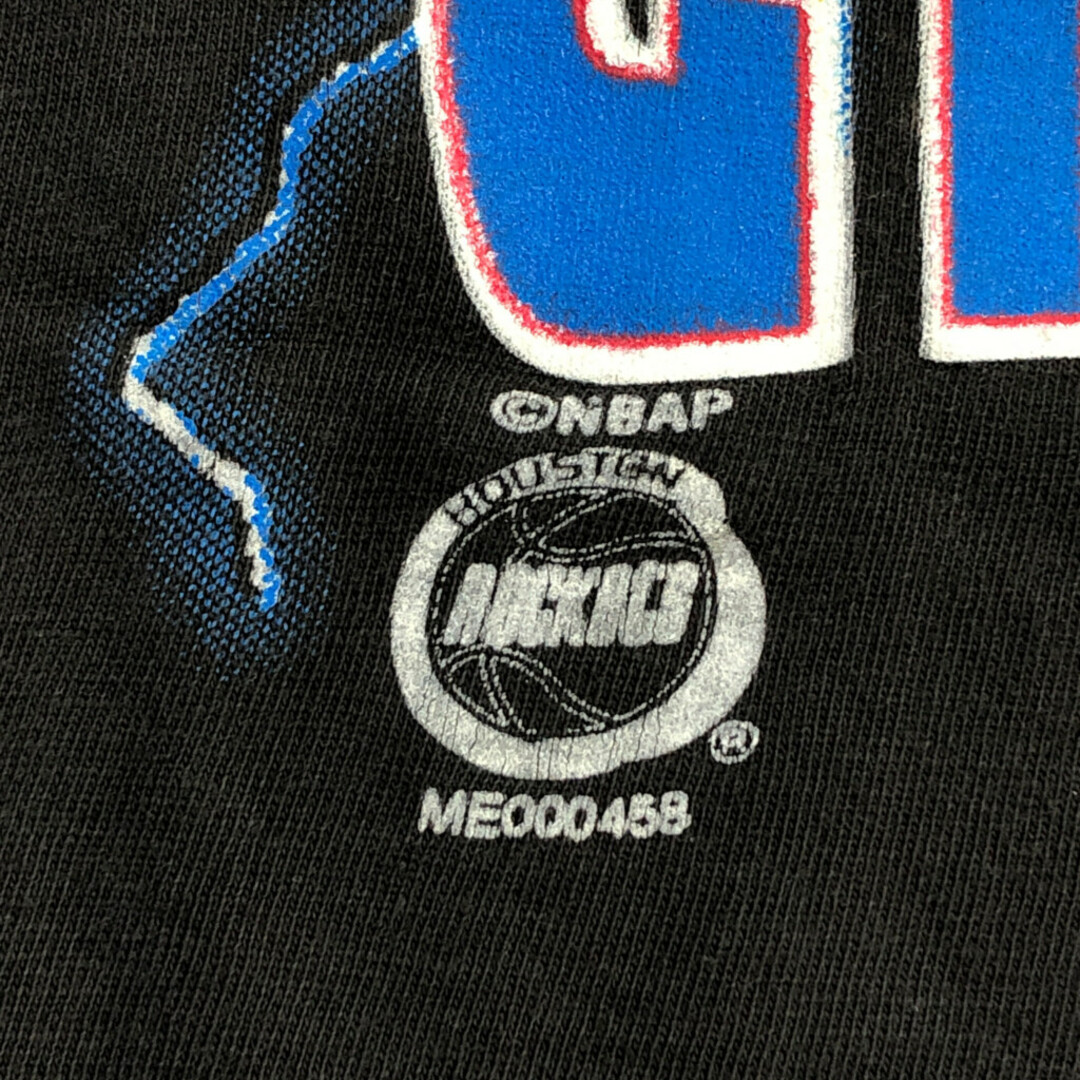 ©NBAP
HOUSTON
ROCKETS
®
ME000458